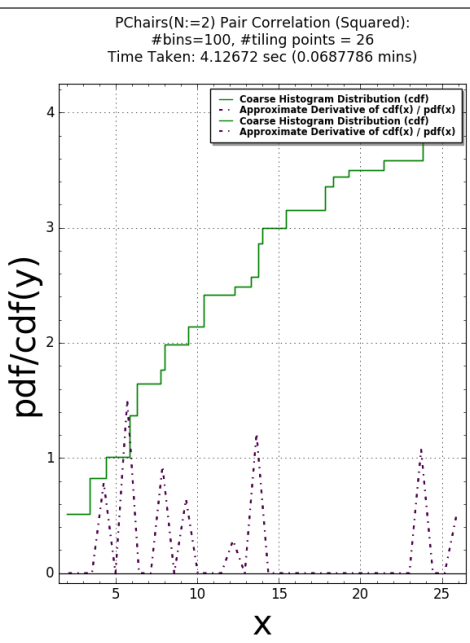 PChairs(N:=2) Pair Correlation (Squared):
#bins=100, #tiling points = 26
Time Taken: 4.12672 sec (0.0687786 mins)
Coarse Histogram Distribution (cdf)
Approximate Derivative of cdf(x) / pdf(x)
Coarse Histogram Distribution (cdf)
Approximate Derivative of cdf(x) / pdf(x)
pdf/cdf(y)
4
3
2
1
0
5 10 15 20 25
x